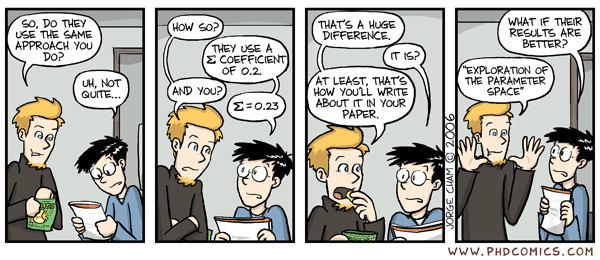 SO, DO THEY
USE THE SAME
APPROACH YOU
DO?
UH, NOT
QUITE...
HOW SO?
THEY USE A
Σ COEFFICIENT
OF 0.2.
AND YOU?
Σ = 0.23
THAT'S A HUGE
DIFFERENCE.
IT IS?
AT LEAST, THAT'S
HOW YOU'LL WRITE
ABOUT IT IN YOUR
PAPER.
WHAT IF THEIR
RESULTS ARE
BETTER?
"EXPLORATION OF
THE PARAMETER
SPACE"
JORGE CHAM © 2006
WWW.PHDCOMICS.COM